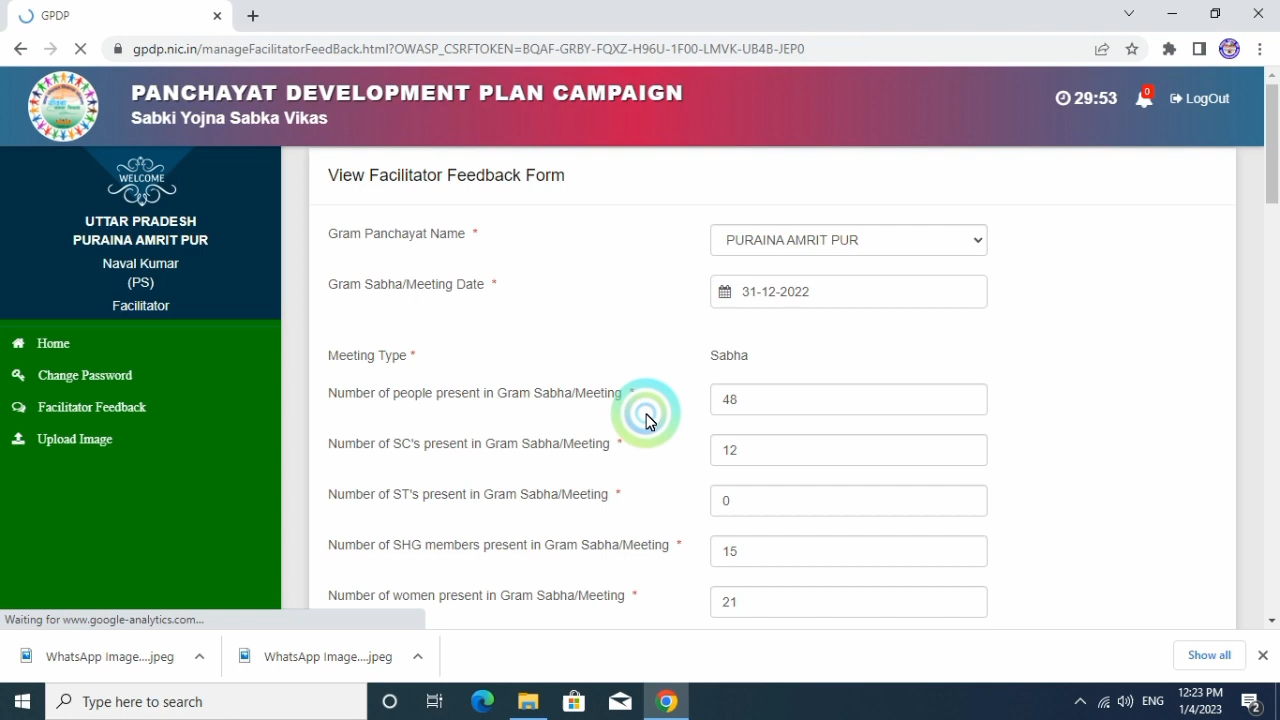 GPDP
gpdp.nic.in/manageFacilitatorFeedBack.html?OWASP_CSRFTOKEN=BQAF-GRBY-FQXZ-H96U-1F00-LMVK-UB4B-JEP0
PANCHAYAT DEVELOPMENT PLAN CAMPAIGN
Sabki Yojna Sabka Vikas
29:53
0
LogOut
WELCOME
UTTAR PRADESH
PURAINA AMRIT PUR
Naval Kumar
(PS)
Facilitator
Home
Change Password
Facilitator Feedback
Upload Image
View Facilitator Feedback Form
Gram Panchayat Name * PURAINA AMRIT PUR
Gram Sabha/Meeting Date * 31-12-2022
Meeting Type * Sabha
Number of people present in Gram Sabha/Meeting * 48
Number of SC's present in Gram Sabha/Meeting * 12
Number of ST's present in Gram Sabha/Meeting * 0
Number of SHG members present in Gram Sabha/Meeting * 15
Number of women present in Gram Sabha/Meeting * 21
Waiting for www.google-analytics.com...
WhatsApp Image....jpeg
WhatsApp Image....jpeg
Show all
Type here to search
ENG
12:23 PM
1/4/2023
2